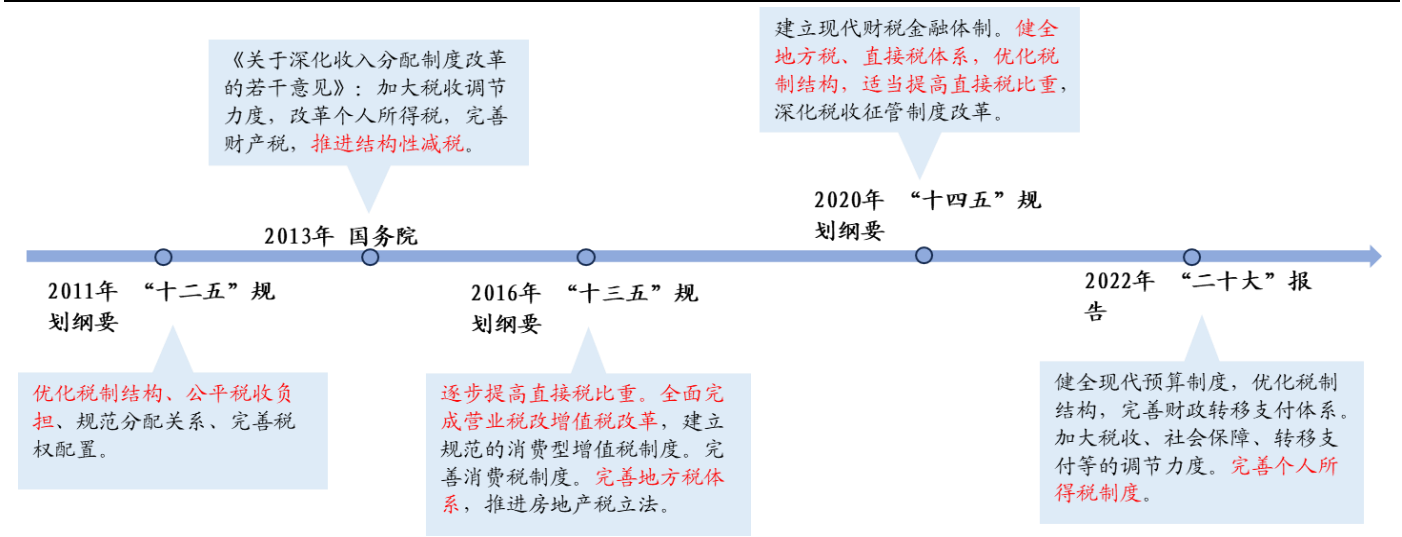 《关于深化收入分配制度改革
的若干意见》：加大税收调节
力度，改革个人所得税，完善
财产税，推进结构性减税。
2013年 国务院
建立现代财税金融体制。健全
地方税、直接税体系，优化税
制结构，适当提高直接税比重，
深化税收征管制度改革。
2020年 “十四五”规
划纲要
2011年 “十二五”规
划纲要
优化税制结构、公平税收负
担、规范分配关系、完善税
权配置。
2016年 “十三五”规
划纲要
逐步提高直接税比重。全面完
成营业税改增值税改革，建立
规范的消费型增值税制度。完
善消费税制度。完善地方税体
系，推进房地产税立法。
2022年 “二十大”报
告
健全现代预算制度，优化税制
结构，完善财政转移支付体系。
加大税收、社会保障、转移支
付等的调节力度。完善个人所
得税制度。